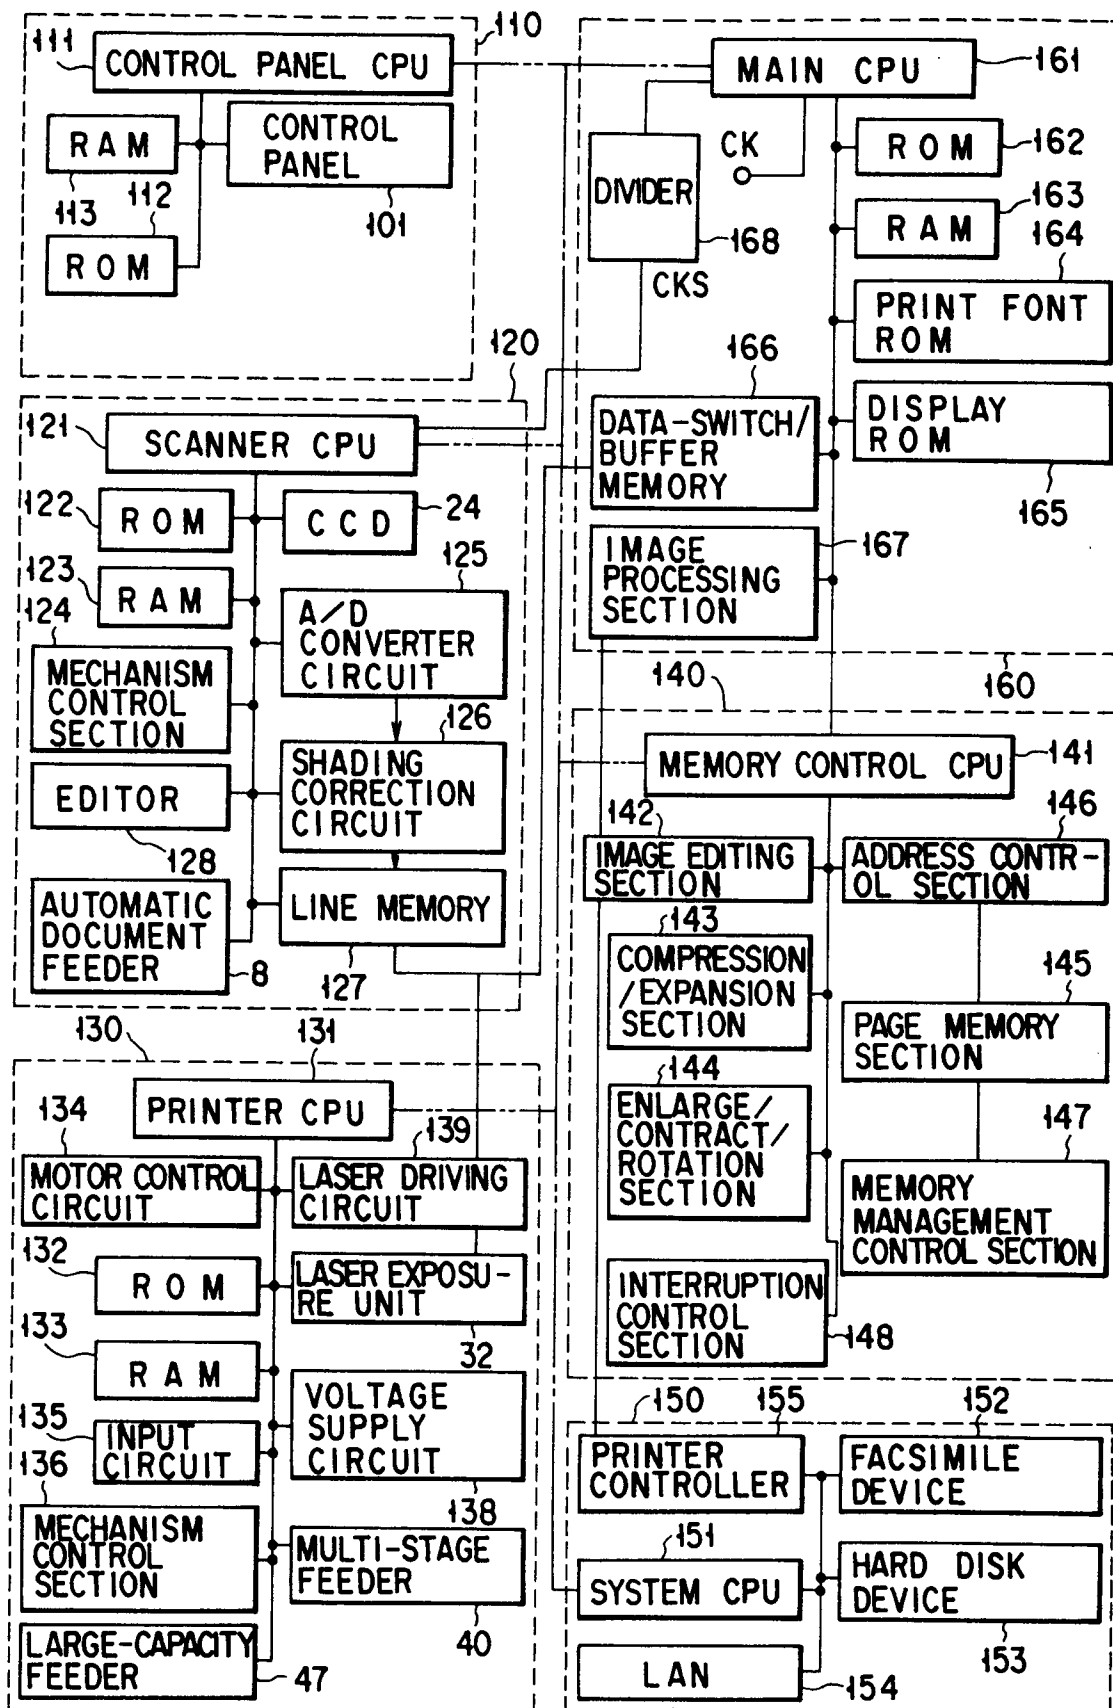 110
111
CONTROL PANEL CPU
RAM
113
CONTROL
PANEL
101
112
ROM
MAIN CPU
161
CK
DIVIDER
168
CKS
ROM
162
RAM
163
164
PRINT FONT
ROM
DISPLAY
ROM
165
166
DATA-SWITCH/
BUFFER
MEMORY
IMAGE
PROCESSING
SECTION
167
160
120
121
SCANNER CPU
122
ROM
CCD
24
123
RAM
124
MECHANISM
CONTROL
SECTION
125
A/D
CONVERTER
CIRCUIT
126
SHADING
CORRECTION
CIRCUIT
EDITOR
128
AUTOMATIC
DOCUMENT
FEEDER
8
LINE MEMORY
127
140
MEMORY CONTROL CPU
141
142
IMAGE EDITING
SECTION
146
ADDRESS CONTR-
OL SECTION
143
COMPRESSION
/EXPANSION
SECTION
145
PAGE MEMORY
SECTION
144
ENLARGE/
CONTRACT/
ROTATION
SECTION
147
MEMORY
MANAGEMENT
CONTROL SECTION
INTERRUPTION
CONTROL
SECTION
148
130
131
PRINTER CPU
134
MOTOR CONTROL
CIRCUIT
139
LASER DRIVING
CIRCUIT
132
ROM
LASER EXPOSU-
RE UNIT
32
133
RAM
135
INPUT
CIRCUIT
VOLTAGE
SUPPLY
CIRCUIT
138
136
MECHANISM
CONTROL
SECTION
MULTI-STAGE
FEEDER
40
LARGE-CAPACITY
FEEDER
47
150
155
PRINTER
CONTROLLER
152
FACSIMILE
DEVICE
151
SYSTEM CPU
HARD DISK
DEVICE
153
LAN
154